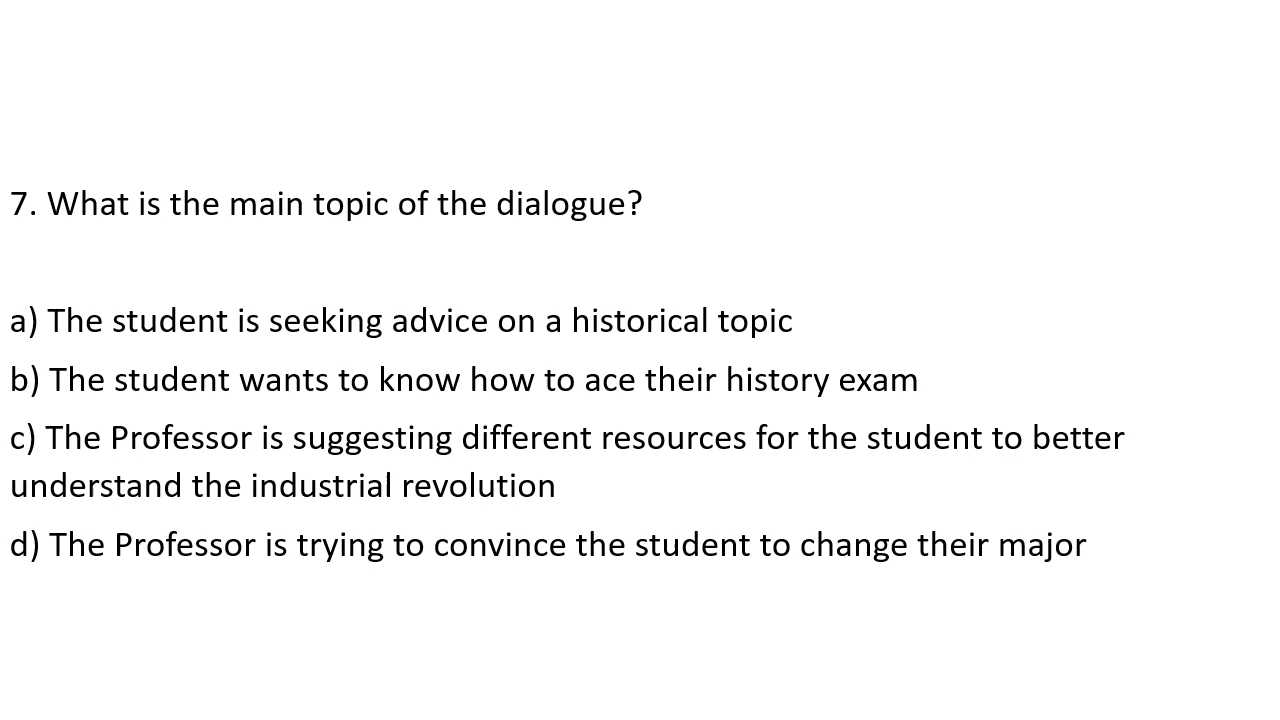 7. What is the main topic of the dialogue?
a) The student is seeking advice on a historical topic
b) The student wants to know how to ace their history exam
c) The Professor is suggesting different resources for the student to better
understand the industrial revolution
d) The Professor is trying to convince the student to change their major